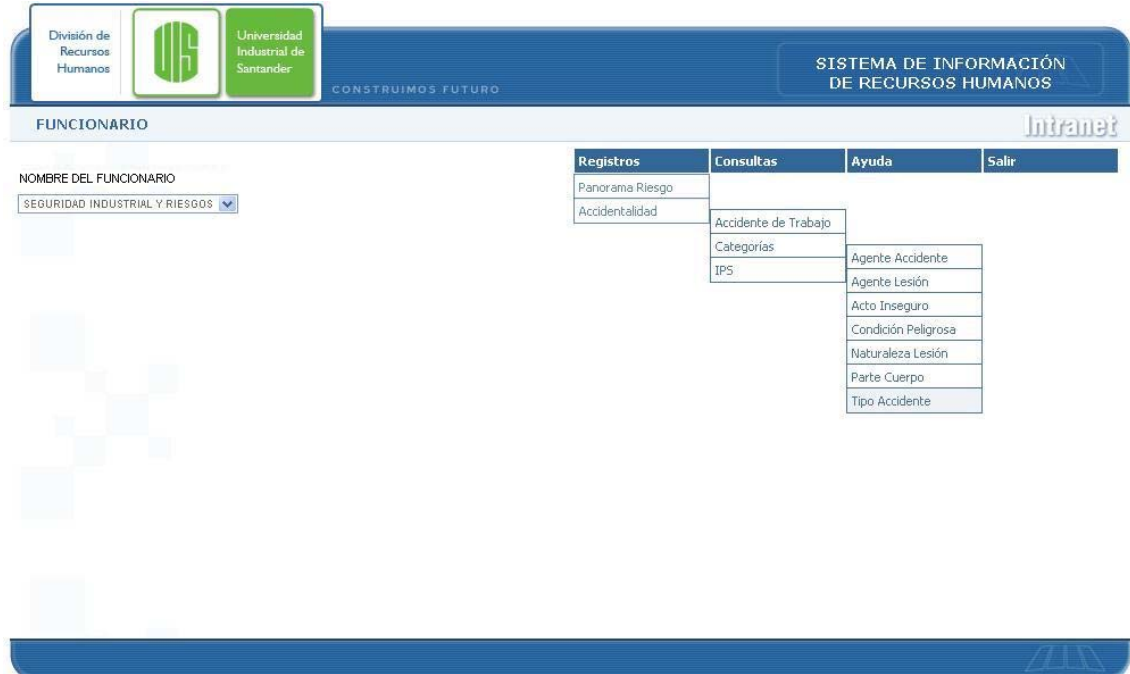 División de
Recursos
Humanos
UIS
Universidad
Industrial de
Santander
CONSTRUIMOS FUTURO
SISTEMA DE INFORMACIÓN
DE RECURSOS HUMANOS
FUNCIONARIO
Intranet
Registros Consultas Ayuda Salir
NOMBRE DEL FUNCIONARIO
SEGURIDAD INDUSTRIAL Y RIESGOS
Panorama Riesgo
Accidentalidad
Accidente de Trabajo
Categorías
IPS
Agente Accidente
Agente Lesión
Acto Inseguro
Condición Peligrosa
Naturaleza Lesión
Parte Cuerpo
Tipo Accidente